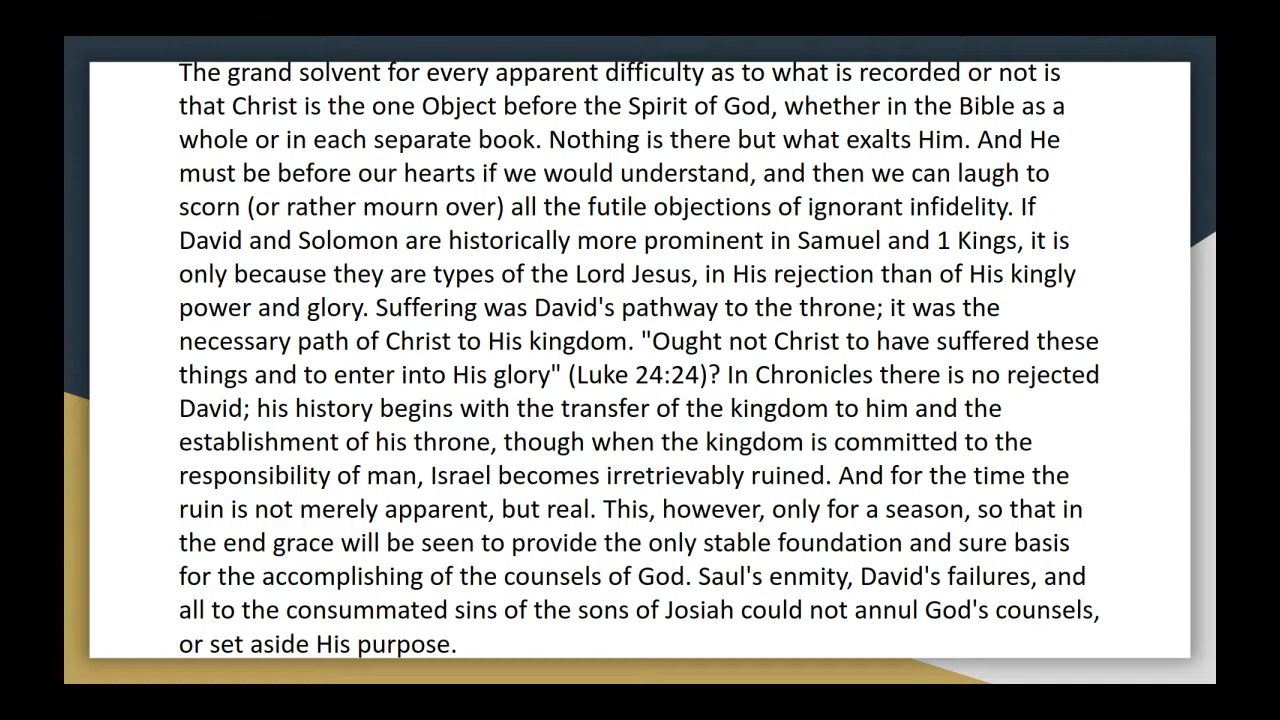 The grand solvent for every apparent difficulty as to what is recorded or not is
that Christ is the one Object before the Spirit of God, whether in the Bible as a
whole or in each separate book. Nothing is there but what exalts Him. And He
must be before our hearts if we would understand, and then we can laugh to
scorn (or rather mourn over) all the futile objections of ignorant infidelity. If
David and Solomon are historically more prominent in Samuel and 1 Kings, it is
only because they are types of the Lord Jesus, in His rejection than of His kingly
power and glory. Suffering was David's pathway to the throne; it was the
necessary path of Christ to His kingdom. "Ought not Christ to have suffered these
things and to enter into His glory" (Luke 24:24)? In Chronicles there is no rejected
David; his history begins with the transfer of the kingdom to him and the
establishment of his throne, though when the kingdom is committed to the
responsibility of man, Israel becomes irretrievably ruined. And for the time the
ruin is not merely apparent, but real. This, however, only for a season, so that in
the end grace will be seen to provide the only stable foundation and sure basis
for the accomplishing of the counsels of God. Saul's enmity, David's failures, and
all to the consummated sins of the sons of Josiah could not annul God's counsels,
or set aside His purpose.